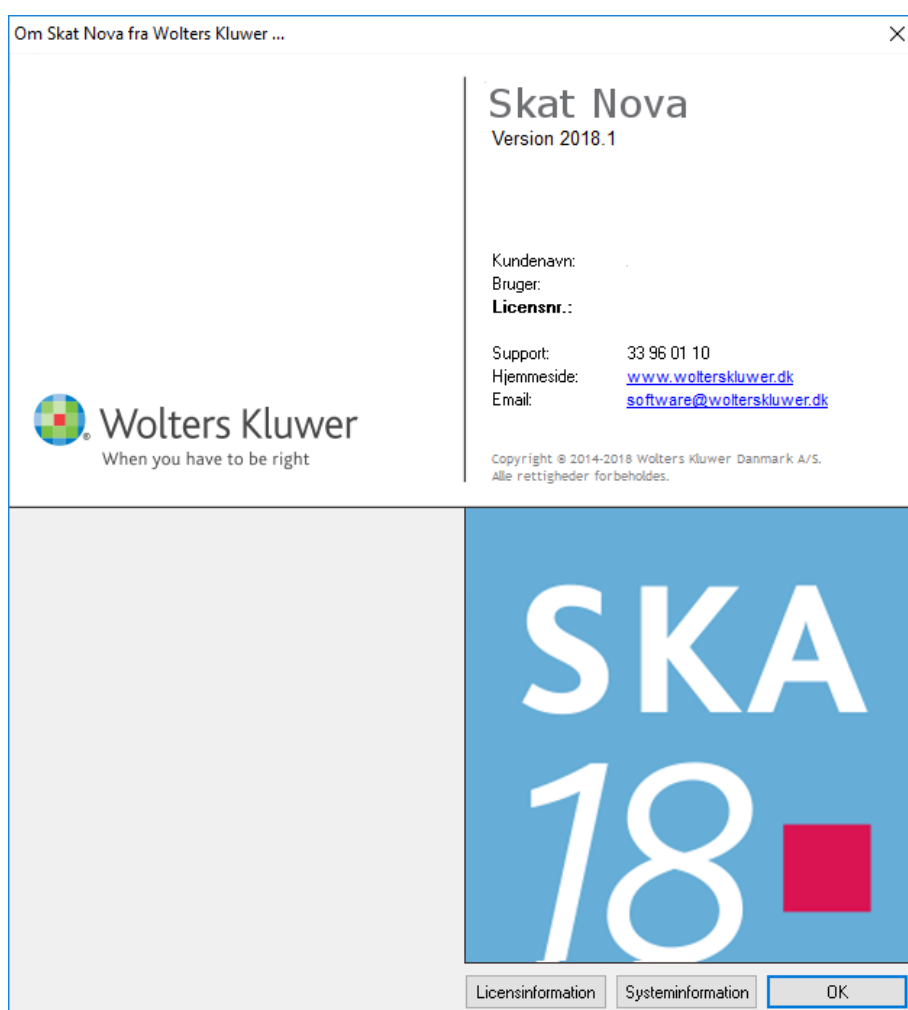 Om Skat Nova fra Wolters Kluwer ...
Skat Nova
Version 2018.1
Kundenavn:
Bruger:
Licensnr.:
Support: 33 96 01 10
Hjemmeside: www.wolterskluwer.dk
Email: software@wolterskluwer.dk
Wolters Kluwer
When you have to be right
Copyright © 2014-2018 Wolters Kluwer Danmark A/S.
Alle rettigheder forbeholdes.
SKA
18
Licensinformation Systeminformation OK